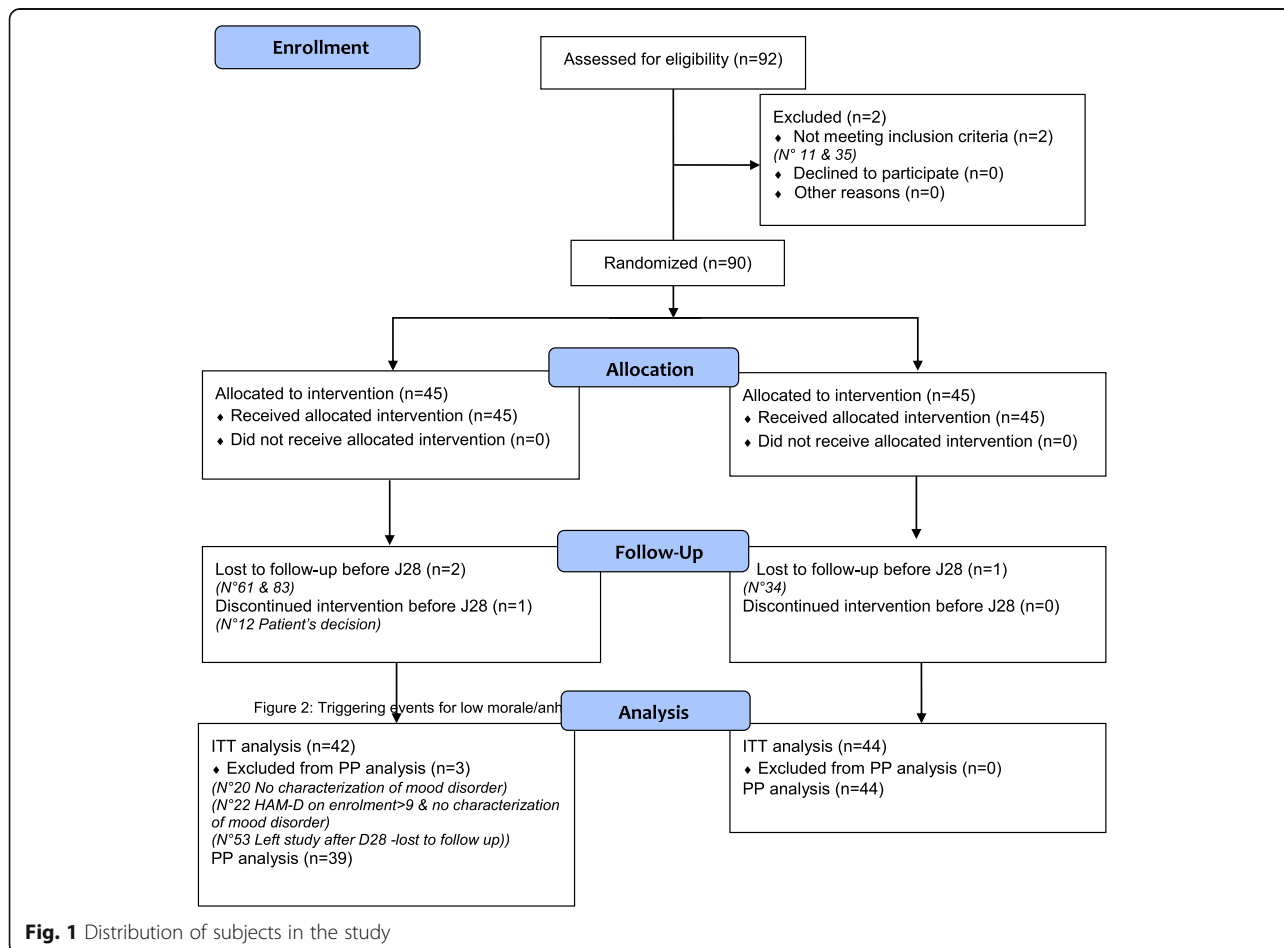 Enrollment
Assessed for eligibility (n=92)
Excluded (n=2)
♦ Not meeting inclusion criteria (n=2)
(N° 11 & 35)
♦ Declined to participate (n=0)
♦ Other reasons (n=0)
Randomized (n=90)
Allocation
Allocated to intervention (n=45)
♦ Received allocated intervention (n=45)
♦ Did not receive allocated intervention (n=0)
Allocated to intervention (n=45)
♦ Received allocated intervention (n=45)
♦ Did not receive allocated intervention (n=0)
Follow-Up
Lost to follow-up before J28 (n=2)
(N°61 & 83)
Discontinued intervention before J28 (n=1)
(N°12 Patient's decision)
Lost to follow-up before J28 (n=1)
(N°34)
Discontinued intervention before J28 (n=0)
Figure 2: Triggering events for low morale/anh
Analysis
ITT analysis (n=42)
♦ Excluded from PP analysis (n=3)
(N°20 No characterization of mood disorder)
(N°22 HAM-D on enrolment>9 & no characterization
of mood disorder)
(N°53 Left study after D28 -lost to follow up))
PP analysis (n=39)
ITT analysis (n=44)
♦ Excluded from PP analysis (n=0)
PP analysis (n=44)
Fig. 1 Distribution of subjects in the study